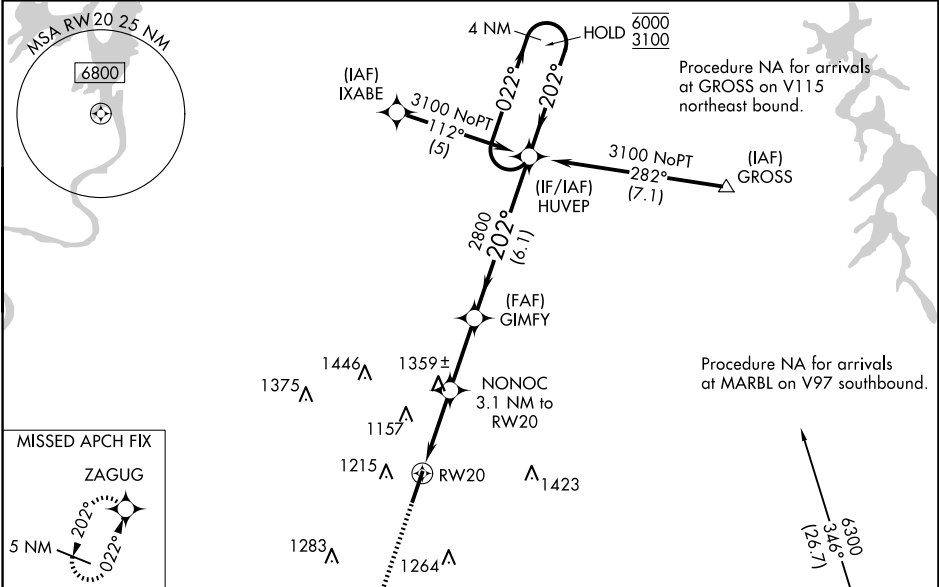 MSA RW20 25 NM
6800
4 NM
HOLD
6000
3100
022°
202°
Procedure NA for arrivals
at GROSS on V115
northeast bound.
(IAF)
IXABE
3100 NoPT
112°
(5)
3100 NoPT
282°
(7.1)
(IAF)
GROSS
(IF/IAF)
HUVEP
2800
202°
(6.1)
(FAF)
GIMFY
1446
1359±
1375
NONOC
3.1 NM to
RW20
1157
Procedure NA for arrivals
at MARBL on V97 southbound.
MISSED APCH FIX
ZAGUG
202°
022°
5 NM
1215
RW20
1423
1283
1264
6300
346°
(26.7)